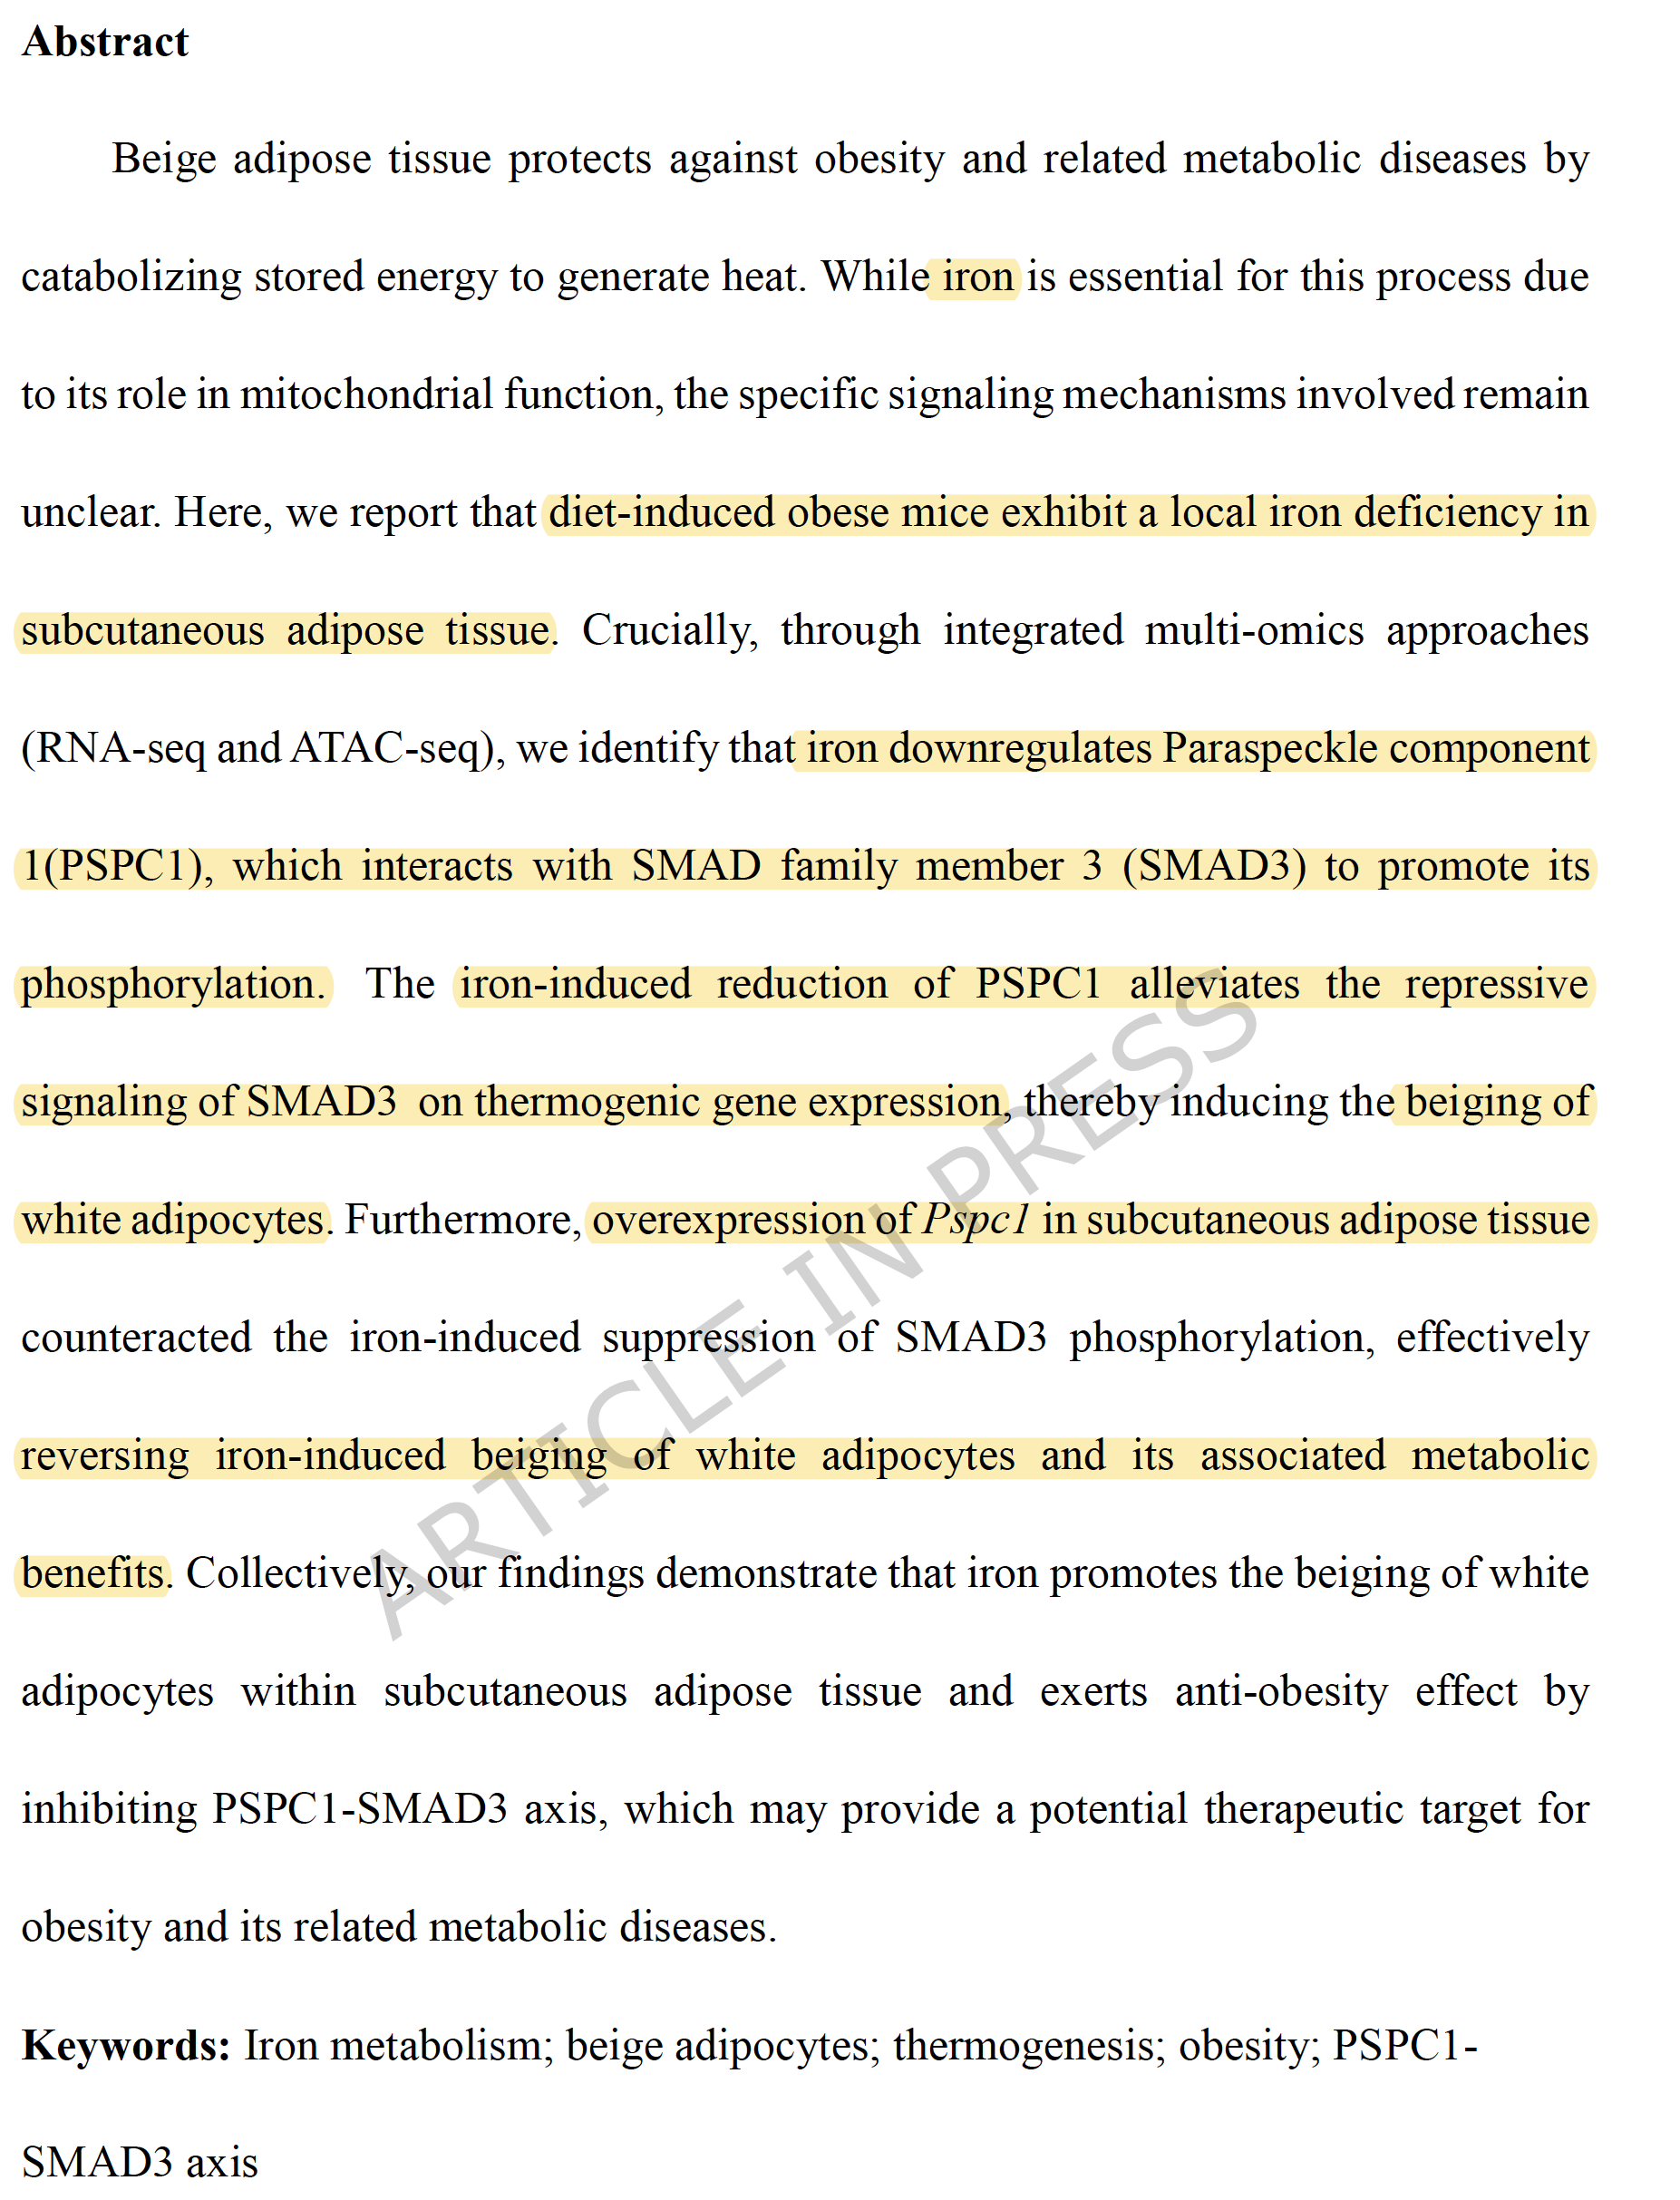 Abstract
Beige adipose tissue protects against obesity and related metabolic diseases by
catabolizing stored energy to generate heat. While iron is essential for this process due
to its role in mitochondrial function, the specific signaling mechanisms involved remain
unclear. Here, we report that diet-induced obese mice exhibit a local iron deficiency in
subcutaneous adipose tissue. Crucially, through integrated multi-omics approaches
(RNA-seq and ATAC-seq), we identify that iron downregulates Paraspeckle component
1(PSPC1), which interacts with SMAD family member 3 (SMAD3) to promote its
phosphorylation. The iron-induced reduction of PSPC1 alleviates the repressive
signaling of SMAD3 on thermogenic gene expression, thereby inducing the beiging of
white adipocytes. Furthermore, overexpression of Pspc1 in subcutaneous adipose tissue
counteracted the iron-induced suppression of SMAD3 phosphorylation, effectively
reversing iron-induced beiging of white adipocytes and its associated metabolic
benefits. Collectively, our findings demonstrate that iron promotes the beiging of white
adipocytes within subcutaneous adipose tissue and exerts anti-obesity effect by
inhibiting PSPC1-SMAD3 axis, which may provide a potential therapeutic target for
obesity and its related metabolic diseases.
Keywords: Iron metabolism; beige adipocytes; thermogenesis; obesity; PSPC1-
SMAD3 axis
ARTICLE IN PRESS